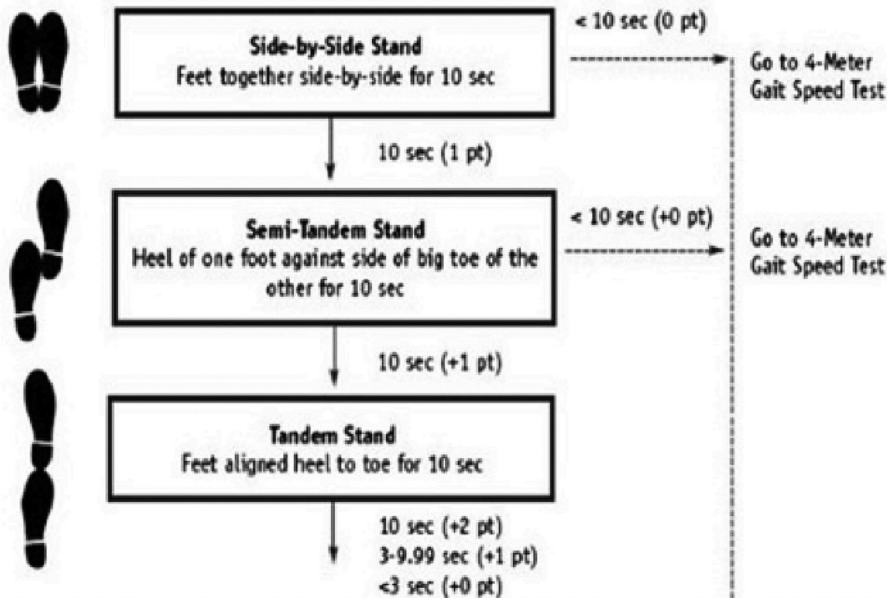 Side-by-Side Stand
Feet together side-by-side for 10 sec
< 10 sec (0 pt)
Go to 4-Meter
Gait Speed Test
10 sec (1 pt)
Semi-Tandem Stand
Heel of one foot against side of big toe of the
other for 10 sec
< 10 sec (+0 pt)
Go to 4-Meter
Gait Speed Test
10 sec (+1 pt)
Tandem Stand
Feet aligned heel to toe for 10 sec
10 sec (+2 pt)
3-9.99 sec (+1 pt)
<3 sec (+0 pt)